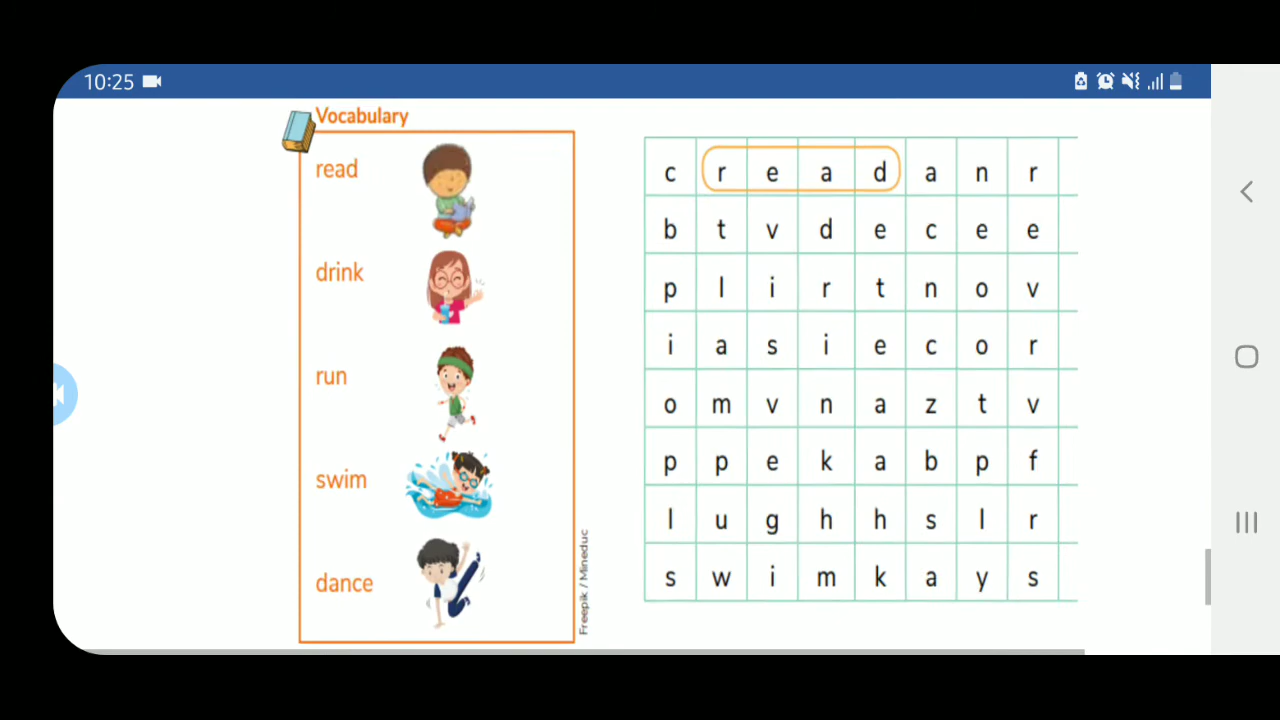 10:25
Vocabulary
read
drink
run
swim
dance
Freepik / Mineduc
c r e a d a n r
b t v d e c e e
p l i r t n o v
i a s i e c o r
o m v n a z t v
p p e k a b p f
l u g h h s l r
s w i m k a y s